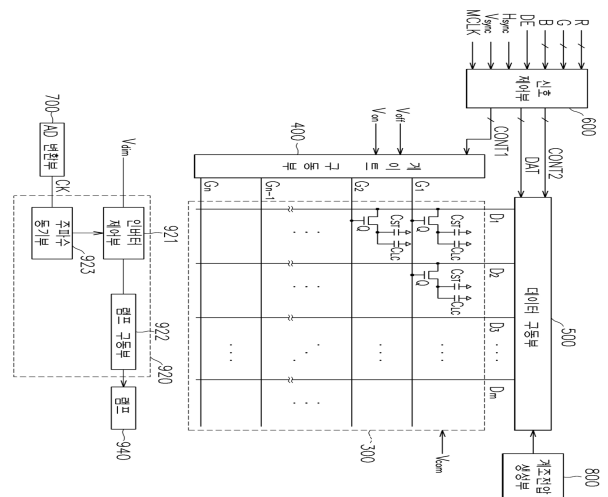 R
G
B
DE
Hsync
Vsync
MCLK
신호
제어부
600
CONT2
DAT
CONT1
데이터 구동부
500
계조전압
생성부
800
Voff
Von
400
게이트 구동부
G1
G2
Gn-1
Gn
D1
D2
D3
Dm
Q
CST
CLC
Q
CST
CLC
Q
CST
CLC
300
Vcom
700
AD 변환부
CK
Vdim
인버터
제어부
921
주파수
동기부
923
램프 구동부
922
920
램프
940